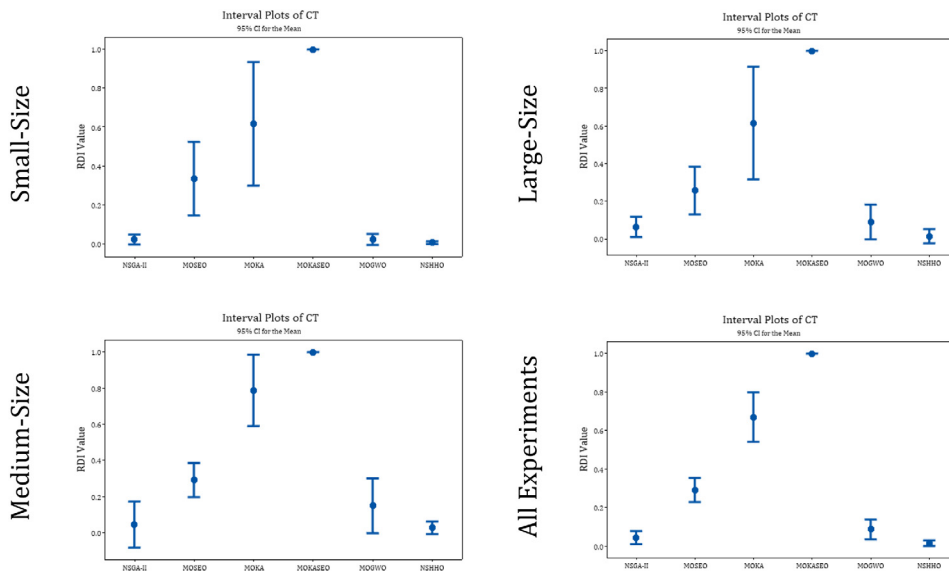 Small-Size
Interval Plots of CT
95% CI for the Mean
RDI Value
1.0
0.8
0.6
0.4
0.2
0.0
NSGA-II MOSEO MOKA MOKASEO MOGWO NSHHO
Large-Size
Interval Plots of CT
95% CI for the Mean
RDI Value
1.0
0.8
0.6
0.4
0.2
0.0
NSGA-II MOSEO MOKA MOKASEO MOGWO NSHHO
Medium-Size
Interval Plots of CT
95% CI for the Mean
RDI Value
1.0
0.8
0.6
0.4
0.2
0.0
NSGA-II MOSEO MOKA MOKASEO MOGWO NSHHO
All Experiments
Interval Plots of CT
95% CI for the Mean
RDI Value
1.0
0.8
0.6
0.4
0.2
0.0
NSGA-II MOSEO MOKA MOKASEO MOGWO NSHHO